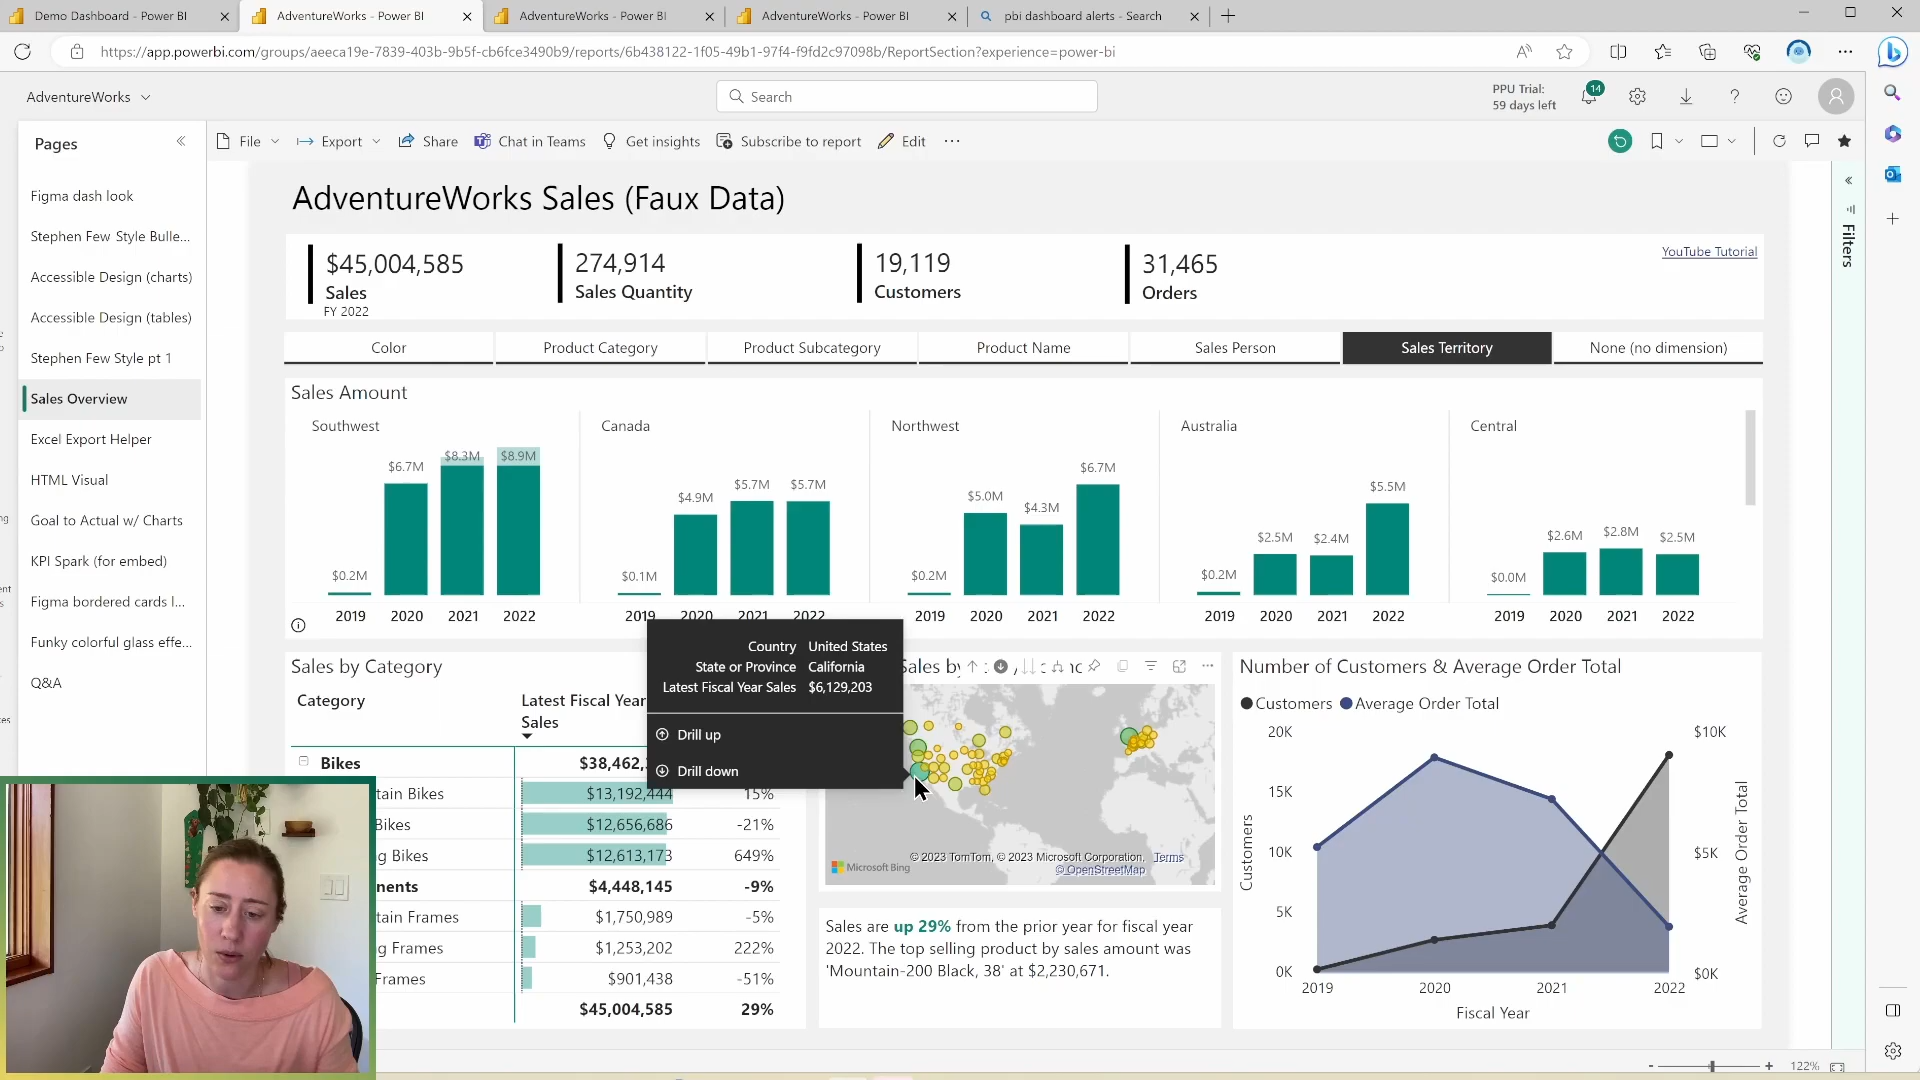 Demo Dashboard - Power BI
AdventureWorks - Power BI
AdventureWorks - Power BI
AdventureWorks - Power BI
pbi dashboard alerts - Search
https://app.powerbi.com/groups/aeeca19e-7839-403b-9b5f-cb6fce3490b9/reports/6b438122-1f05-49b1-97f4-f9fd2c97098b/ReportSection?experience=power-bi
AdventureWorks
Search
PPU Trial:
59 days left
14
Pages
File
Export
Share
Chat in Teams
Get insights
Subscribe to report
Edit
Figma dash look
Stephen Few Style Bulle...
Accessible Design (charts)
Accessible Design (tables)
Stephen Few Style pt 1
Sales Overview
Excel Export Helper
HTML Visual
Goal to Actual w/ Charts
KPI Spark (for embed)
Figma bordered cards l...
Funky colorful glass effe...
Q&A
Filters
AdventureWorks Sales (Faux Data)
$45,004,585
Sales
FY 2022
274,914
Sales Quantity
19,119
Customers
31,465
Orders
YouTube Tutorial
Color
Product Category
Product Subcategory
Product Name
Sales Person
Sales Territory
None (no dimension)
Sales Amount
Southwest
Canada
Northwest
Australia
Central
$0.2M $6.7M $8.3M $8.9M
$0.1M $4.9M $5.7M $5.7M
$0.2M $5.0M $4.3M $6.7M
$0.2M $2.5M $2.4M $5.5M
$0.0M $2.6M $2.8M $2.5M
2019 2020 2021 2022
2019 2020 2021 2022
2019 2020 2021 2022
2019 2020 2021 2022
2019 2020 2021 2022
Country United States
State or Province California
Latest Fiscal Year Sales $6,129,203
Drill up
Drill down
Sales by Category
Category
Latest Fiscal Year
Sales
Bikes $38,462,
tain Bikes $13,192,444 15%
Bikes $12,656,686 -21%
g Bikes $12,613,173 649%
nents $4,448,145 -9%
tain Frames $1,750,989 -5%
g Frames $1,253,202 222%
Frames $901,438 -51%
$45,004,585 29%
Sales by
© 2023 TomTom, © 2023 Microsoft Corporation, Terms
Microsoft Bing
© OpenStreetMap
Sales are up 29% from the prior year for fiscal year
2022. The top selling product by sales amount was
'Mountain-200 Black, 38' at $2,230,671.
Number of Customers & Average Order Total
Customers
Average Order Total
20K
15K
10K
5K
0K
Customers
$10K
$5K
$0K
Average Order Total
2019 2020 2021 2022
Fiscal Year
- + 122%